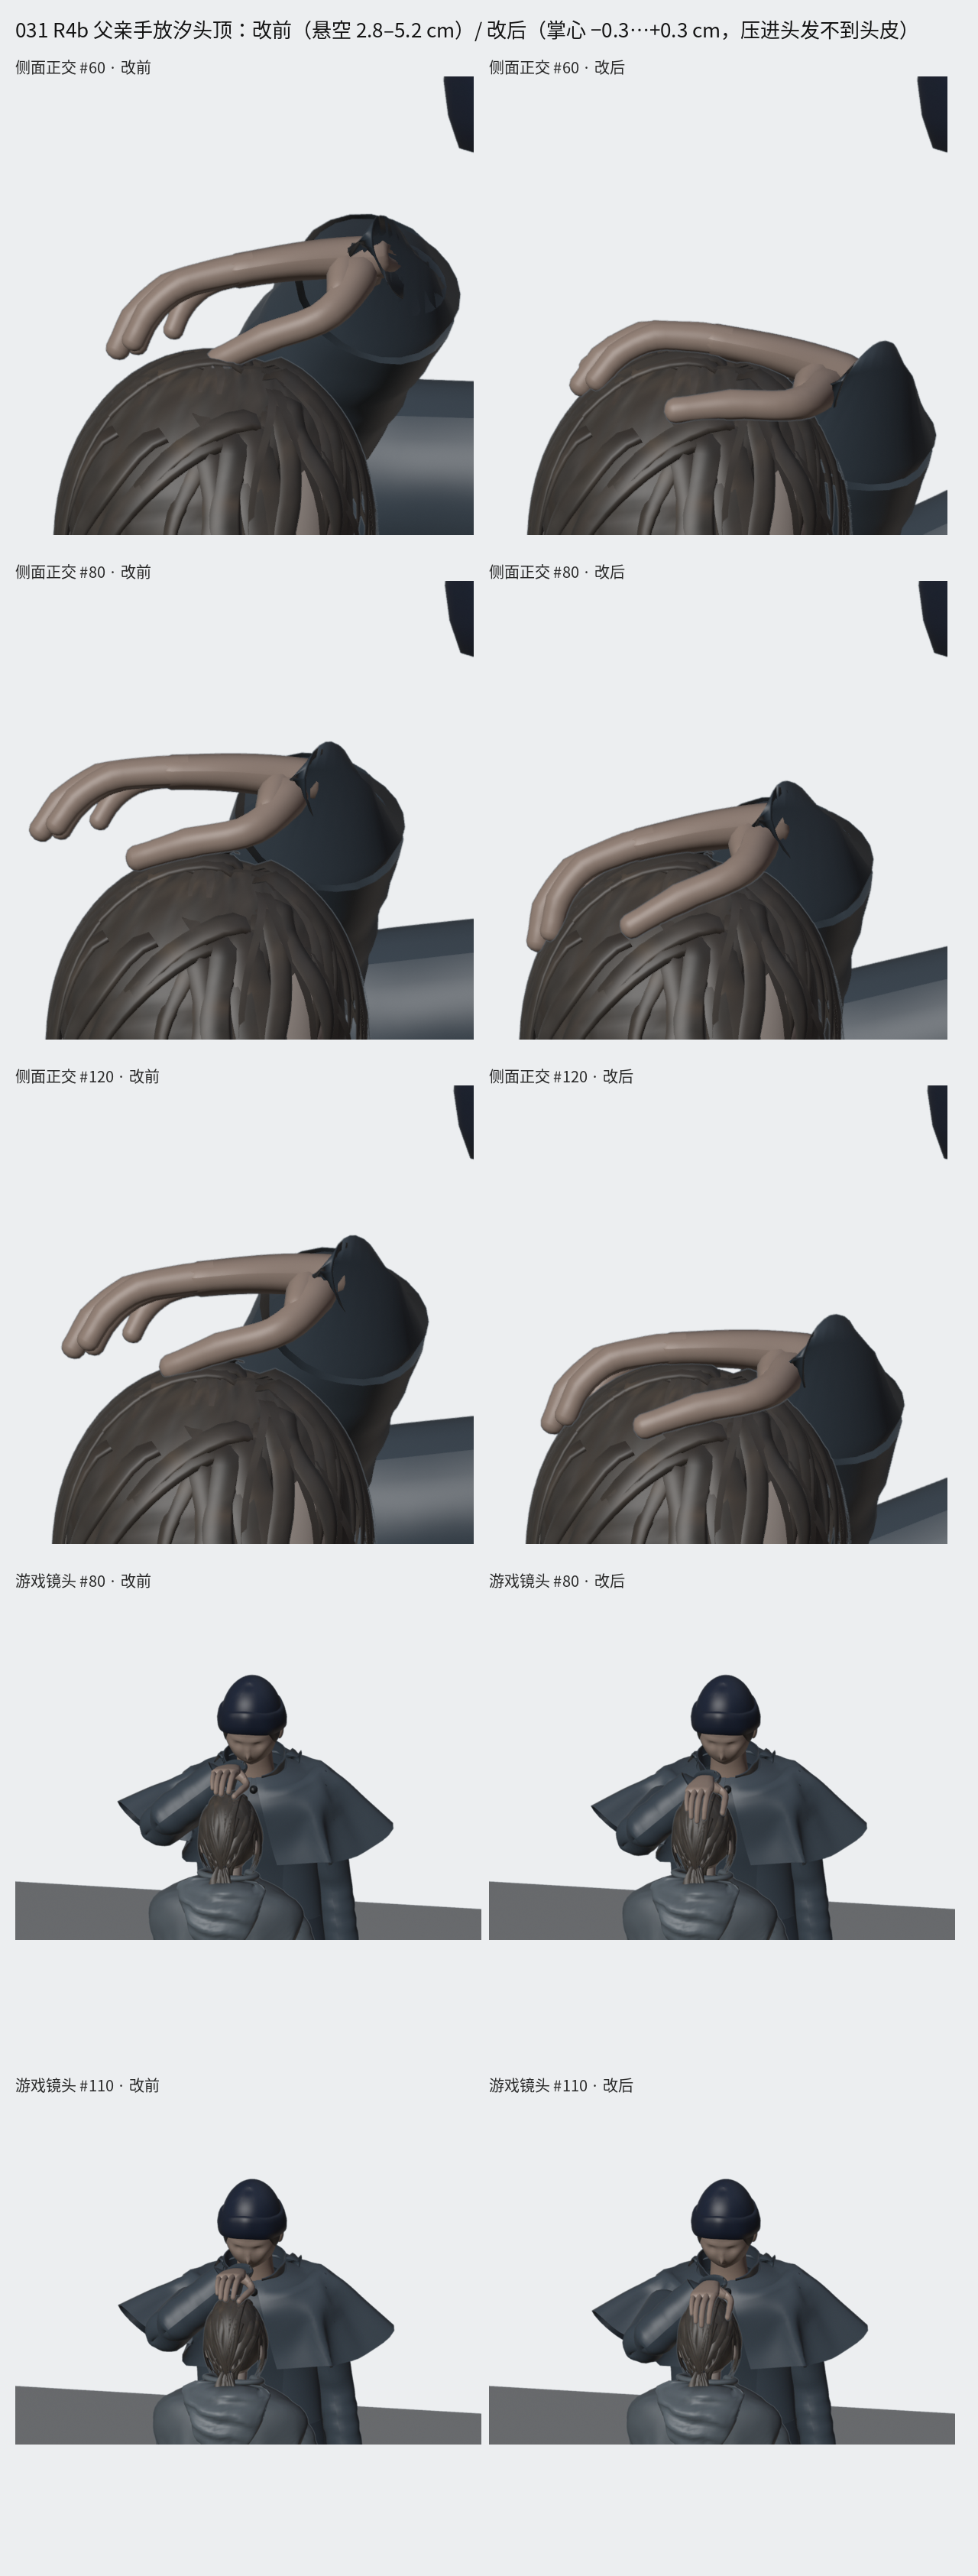 031 R4b 父亲手放汐头顶：改前（悬空 2.8–5.2 cm）/ 改后（掌心 −0.3…+0.3 cm，压进头发不到头皮）
侧面正交 #60 · 改前
侧面正交 #60 · 改后
侧面正交 #80 · 改前
侧面正交 #80 · 改后
侧面正交 #120 · 改前
侧面正交 #120 · 改后
游戏镜头 #80 · 改前
游戏镜头 #80 · 改后
游戏镜头 #110 · 改前
游戏镜头 #110 · 改后